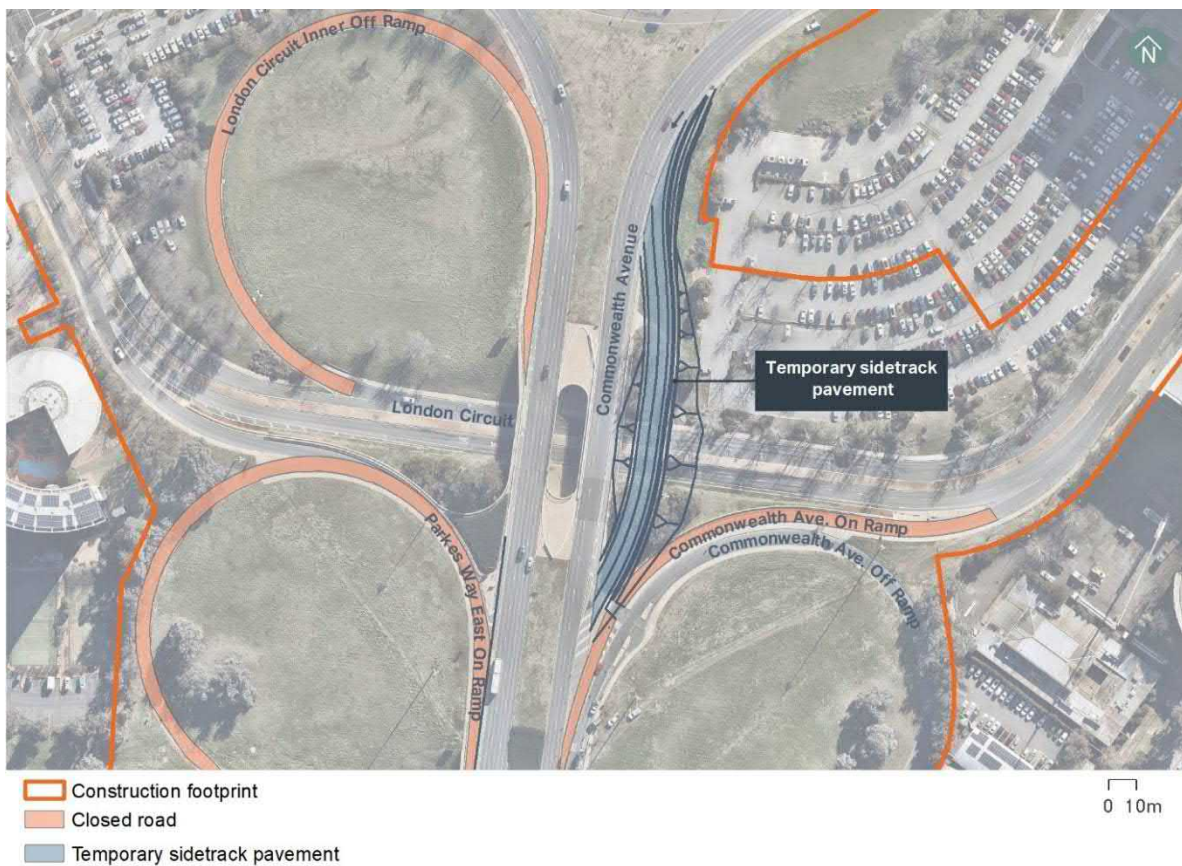 London Circuit Inner Off Ramp
N
Commonwealth Avenue
Temporary sidetrack
pavement
London Circuit
Parkes Way East On Ramp
Commonwealth Ave. On Ramp
Commonwealth Ave. Off Ramp
Construction footprint
Closed road
Temporary sidetrack pavement
0 10m